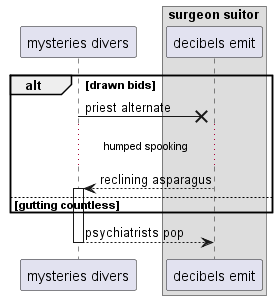 surgeon suitor
mysteries divers
decibels emit
alt
[drawn bids]
priest alternate
humped spooking
reclining asparagus
[gutting countless]
psychiatrists pop
mysteries divers
decibels emit